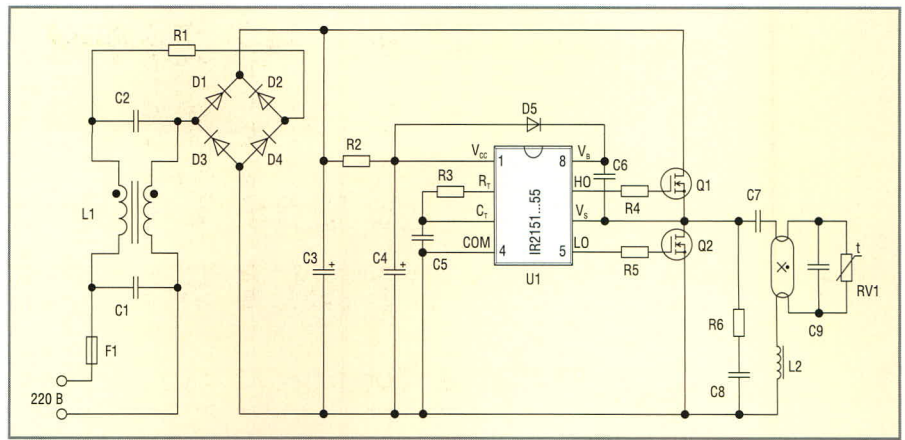 R1
D1
D2
C2
D3
D4
L1
C1
F1
220 В
R2
C3
+
C4
+
D5
V_CC
1
8
V_B
C6
R3
R_T
HO
R4
Q1
C_T
V_S
COM
4
5
LO
R5
Q2
C5
IR2151...55
U1
C7
t
RV1
C9
R6
C8
L2